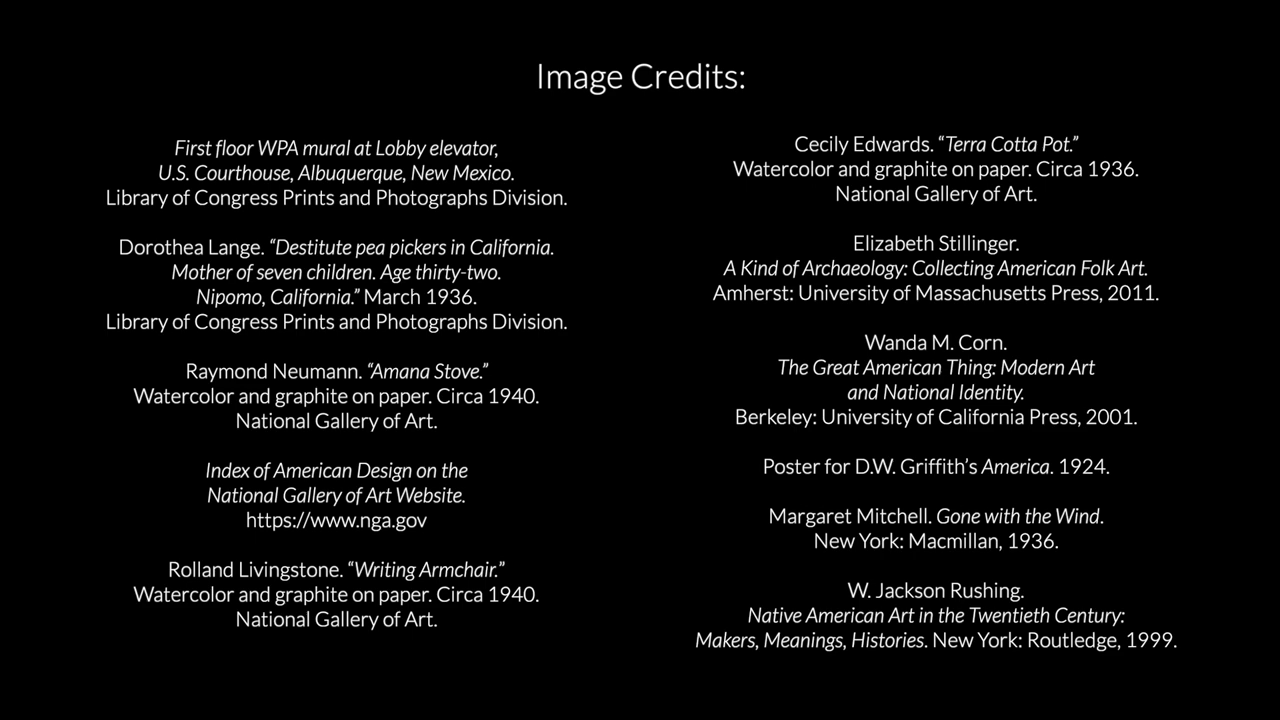 Image Credits:
First floor WPA mural at Lobby elevator,
U.S. Courthouse, Albuquerque, New Mexico.
Library of Congress Prints and Photographs Division.
Dorothea Lange. “Destitute pea pickers in California.
Mother of seven children. Age thirty-two.
Nipomo, California.” March 1936.
Library of Congress Prints and Photographs Division.
Raymond Neumann. “Amana Stove.”
Watercolor and graphite on paper. Circa 1940.
National Gallery of Art.
Index of American Design on the
National Gallery of Art Website.
https://www.nga.gov
Rolland Livingstone. “Writing Armchair.”
Watercolor and graphite on paper. Circa 1940.
National Gallery of Art.
Cecily Edwards. “Terra Cotta Pot.”
Watercolor and graphite on paper. Circa 1936.
National Gallery of Art.
Elizabeth Stillinger.
A Kind of Archaeology: Collecting American Folk Art.
Amherst: University of Massachusetts Press, 2011.
Wanda M. Corn.
The Great American Thing: Modern Art
and National Identity.
Berkeley: University of California Press, 2001.
Poster for D.W. Griffith’s America. 1924.
Margaret Mitchell. Gone with the Wind.
New York: Macmillan, 1936.
W. Jackson Rushing.
Native American Art in the Twentieth Century:
Makers, Meanings, Histories. New York: Routledge, 1999.